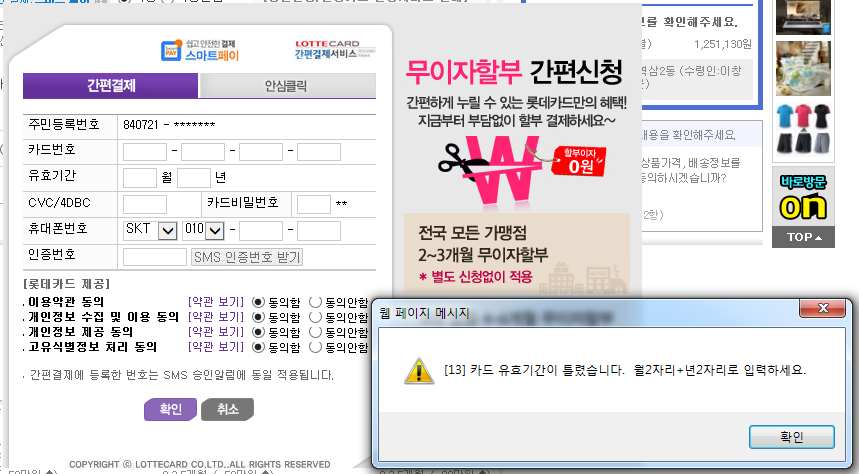 쉽고 안전한 결제
스마트페이
PAY
LOTTECARD
간편결제서비스
간편결제
안심클릭
주민등록번호 840721 - *******
카드번호 - - -
유효기간 월 년
CVC/4DBC 카드비밀번호 **
휴대폰번호 SKT 010 - -
인증번호 SMS 인증번호 받기
[롯데카드 제공]
. 이용약관 동의 [약관 보기] 동의함 동의안함
. 개인정보 수집 및 이용 동의 [약관 보기] 동의함 동의안함
. 개인정보 제공 동의 [약관 보기] 동의함 동의안함
. 고유식별정보 처리 동의 [약관 보기] 동의함 동의안함
. 간편결제에 등록한 번호는 SMS 승인알림에 동일 적용됩니다.
확인 취소
COPYRIGHT © LOTTECARD CO.LTD.,ALL RIGHTS RESERVED
무이자할부 간편신청
간편하게 누릴 수 있는 롯데카드만의 혜택!
지금부터 부담없이 할부 결제하세요~
할부이자
0원
W
전국 모든 가맹점
2~3개월 무이자할부
* 별도 신청없이 적용
를 확인해주세요.
1,251,130원
역삼2동 (수령인:이창
내용을 확인해주세요
상품가격, 배송정보를
동의하시겠습니까?
2항)
바로방문
on
TOP
웹 페이지 메시지
[13] 카드 유효기간이 틀렸습니다. 월2자리+년2자리로 입력하세요.
확인